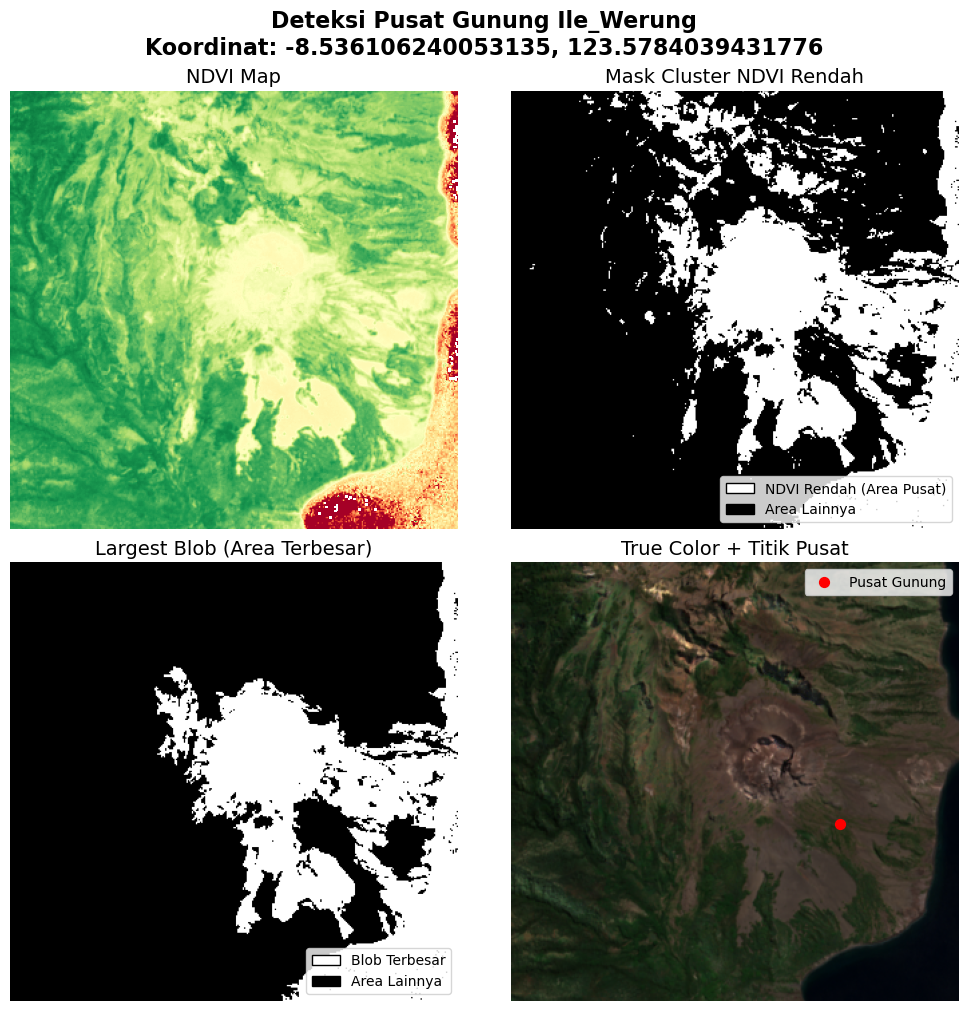 Deteksi Pusat Gunung Ile_Werung
Koordinat: -8.536106240053135, 123.5784039431776
NDVI Map
Mask Cluster NDVI Rendah
NDVI Rendah (Area Pusat)
Area Lainnya
Largest Blob (Area Terbesar)
True Color + Titik Pusat
Pusat Gunung
Blob Terbesar
Area Lainnya